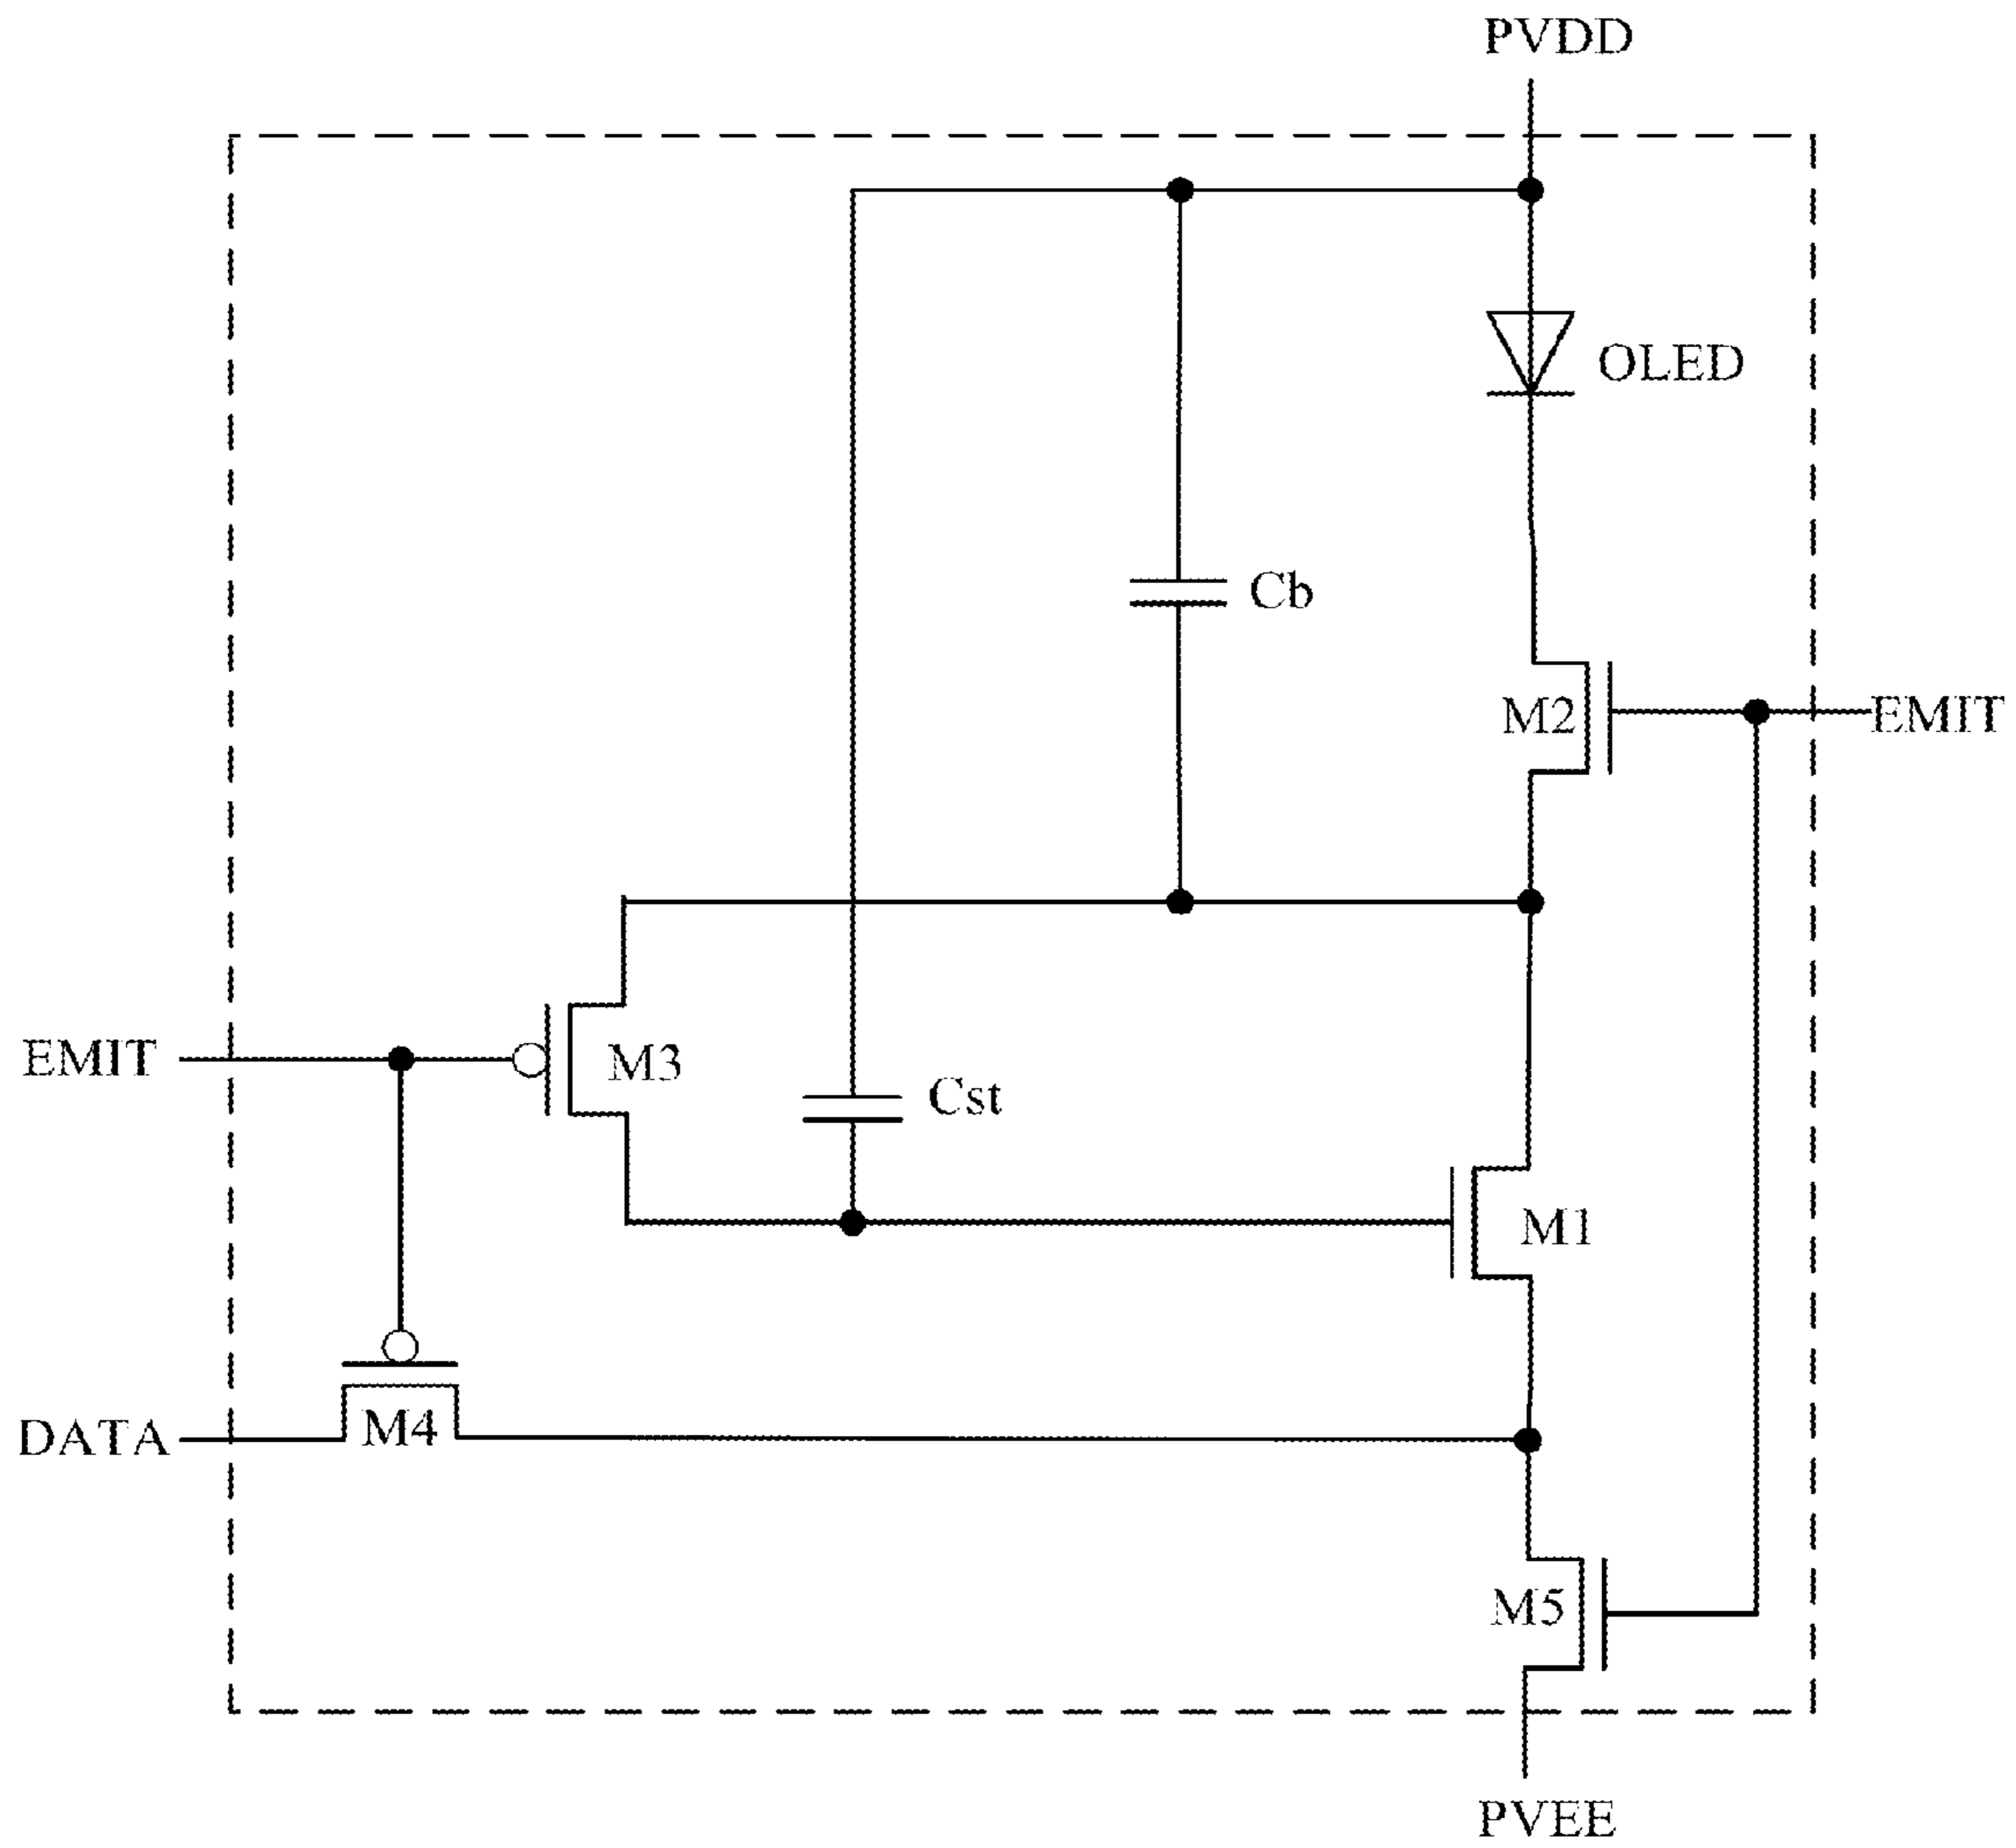 PVDD
OLED
Cb
M2
EMIT
EMIT
M3
Cst
M1
DATA
M4
M5
PVEE